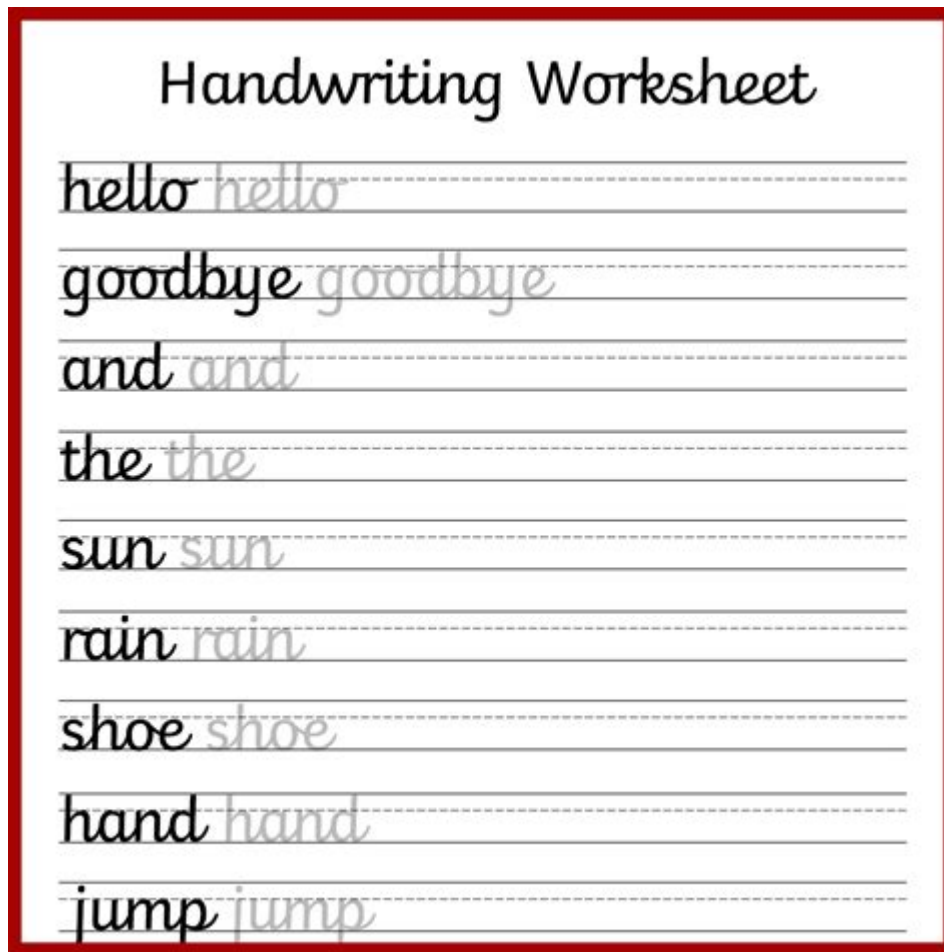 Handwriting Worksheet
hello hello
goodbye goodbye
and and
the the
sun sun
rain rain
shoe shoe
hand hand
jump jump